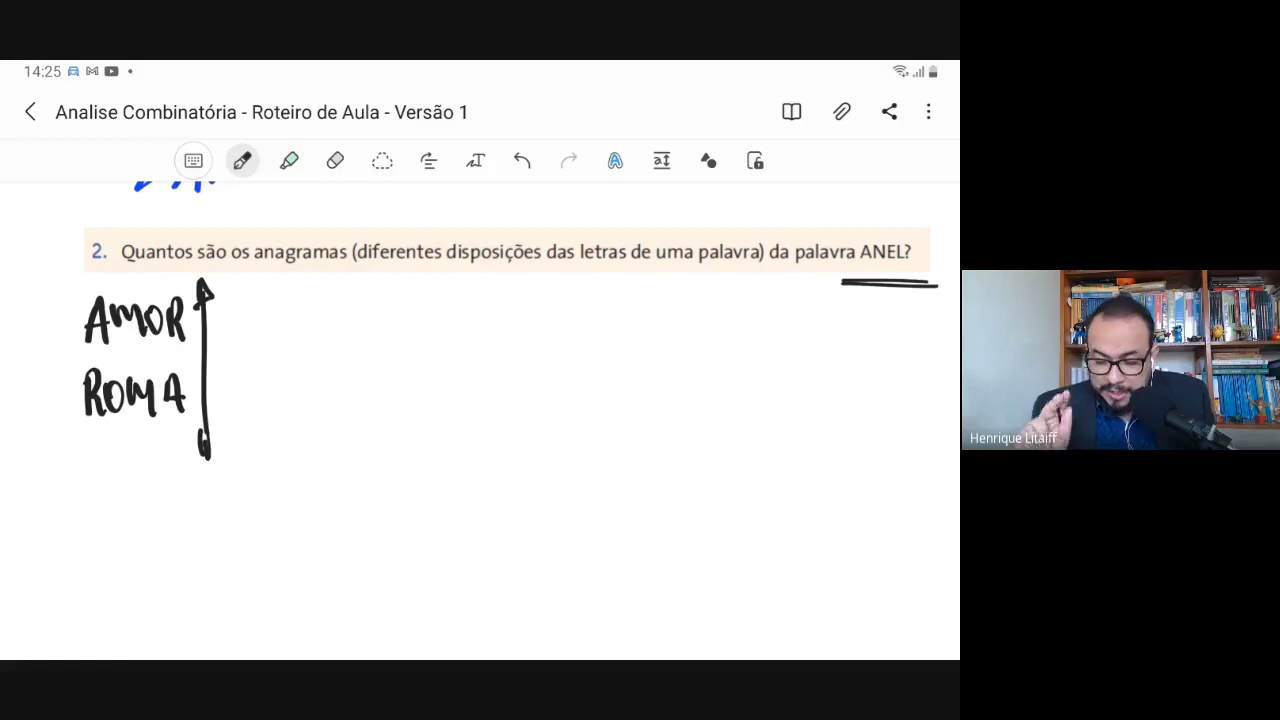 14:25
Analise Combinatória - Roteiro de Aula - Versão 1
2. Quantos são os anagramas (diferentes disposições das letras de uma palavra) da palavra ANEL?
AMOR
ROMA
Henrique Litaiff